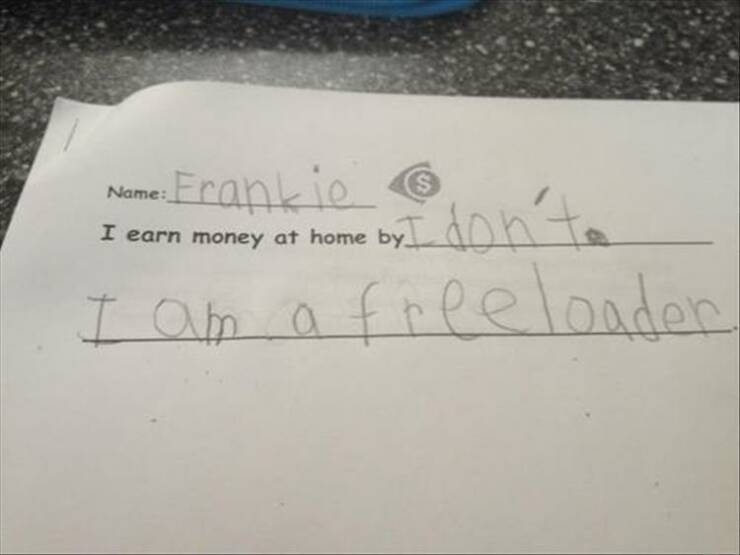 Name: Frankie $
I earn money at home by I don't.
I am a freeloader.